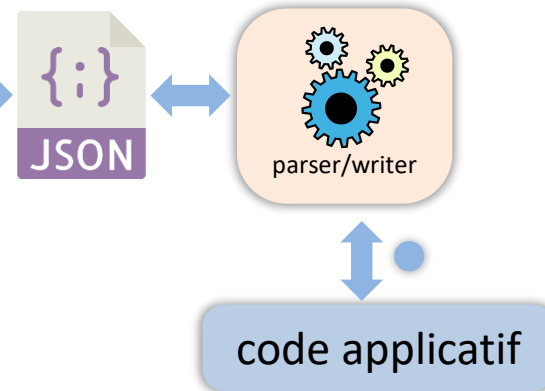 {;}
JSON
parser/writer
code applicatif